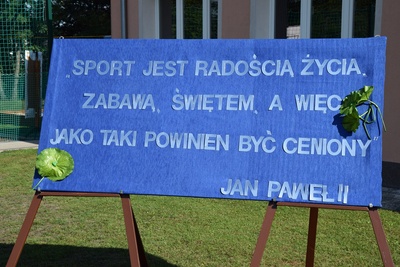 „SPORT JEST RADOŚCIĄ ŻYCIA,
ZABAWĄ, ŚWIĘTEM, A WIĘC
JAKO TAKI POWINIEN BYĆ CENIONY
JAN PAWEŁ II